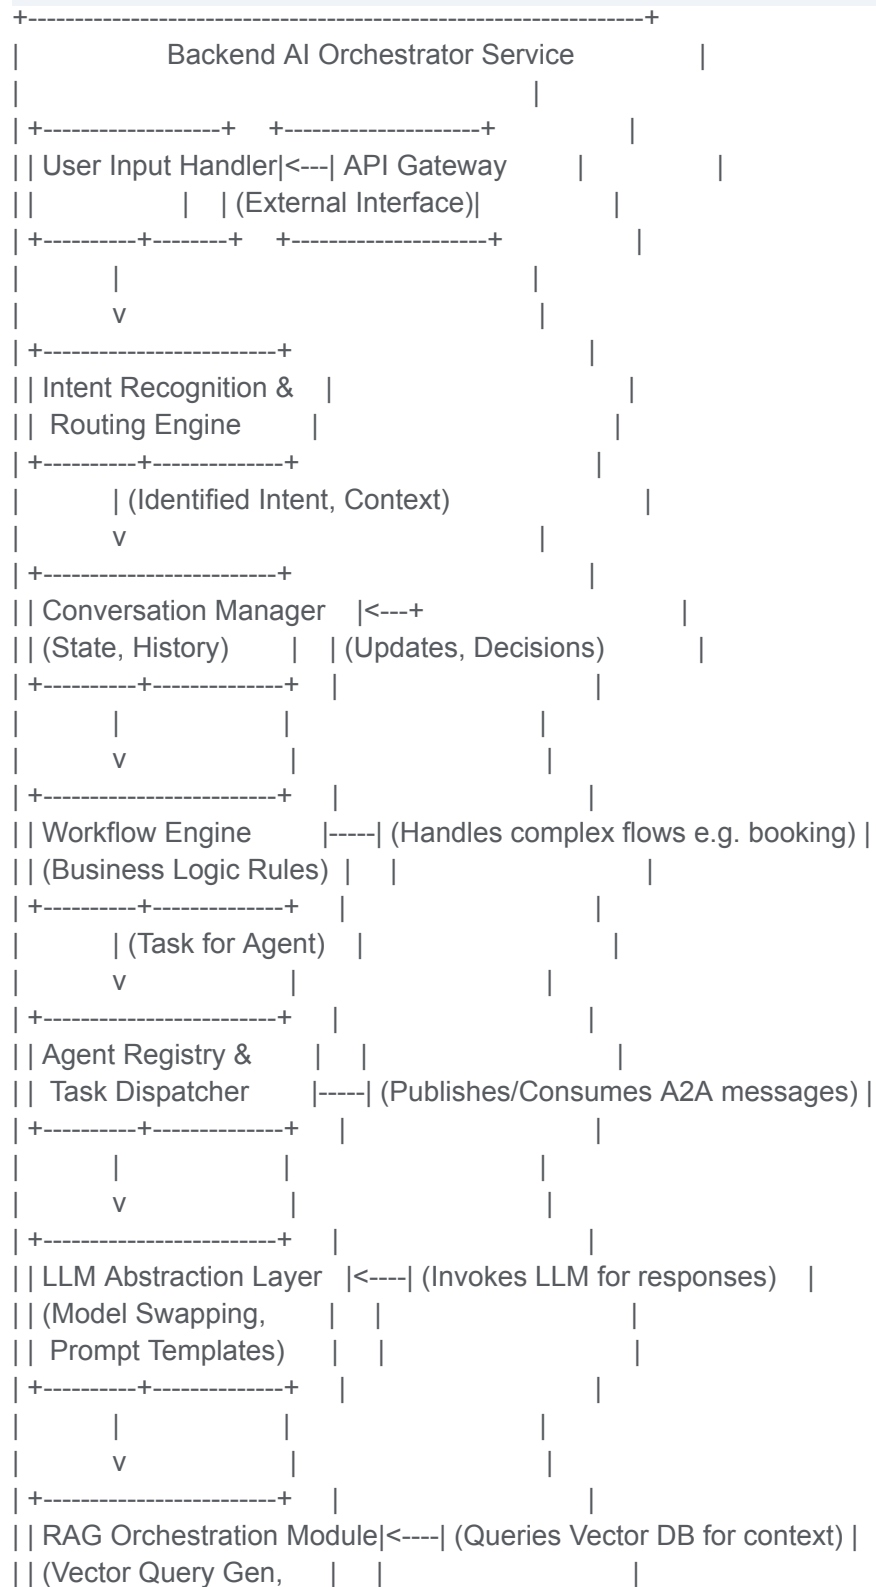 +------------------------------------------------------------------+
|                   Backend AI Orchestrator Service                |
|                                                                  |
| +-------------------+     +---------------------+                 |
| | User Input Handler|<---| API Gateway         |                 |
| |                   |    | (External Interface)|                 |
| +----------+--------+    +---------------------+                 |
|            |                                                     |
|            v                                                     |
| +-------------------------+                                      |
| | Intent Recognition &    |                                      |
| |  Routing Engine         |                                      |
| +----------+--------------+                                      |
|            | (Identified Intent, Context)                        |
|            v                                                     |
| +-------------------------+                                      |
| | Conversation Manager    |<---+                                 |
| | (State, History)        |    | (Updates, Decisions)            |
| +----------+--------------+    |                                 |
|            |                   |                                 |
|            v                   |                                 |
| +-------------------------+    |                                 |
| | Workflow Engine         |-----| (Handles complex flows e.g. booking) |
| | (Business Logic Rules)  |    |                                 |
| +----------+--------------+    |                                 |
|            | (Task for Agent)  |                                 |
|            v                   |                                 |
| +-------------------------+    |                                 |
| | Agent Registry &        |    |                                 |
| |  Task Dispatcher        |-----| (Publishes/Consumes A2A messages) |
| +----------+--------------+    |                                 |
|            |                   |                                 |
|            v                   |                                 |
| +-------------------------+    |                                 |
| | LLM Abstraction Layer   |<----| (Invokes LLM for responses)    |
| | (Model Swapping,        |    |                                 |
| |  Prompt Templates)      |    |                                 |
| +----------+--------------+    |                                 |
|            |                   |                                 |
|            v                   |                                 |
| +-------------------------+    |                                 |
| | RAG Orchestration Module|<----| (Queries Vector DB for context) |
| | (Vector Query Gen,      |    |                                 |